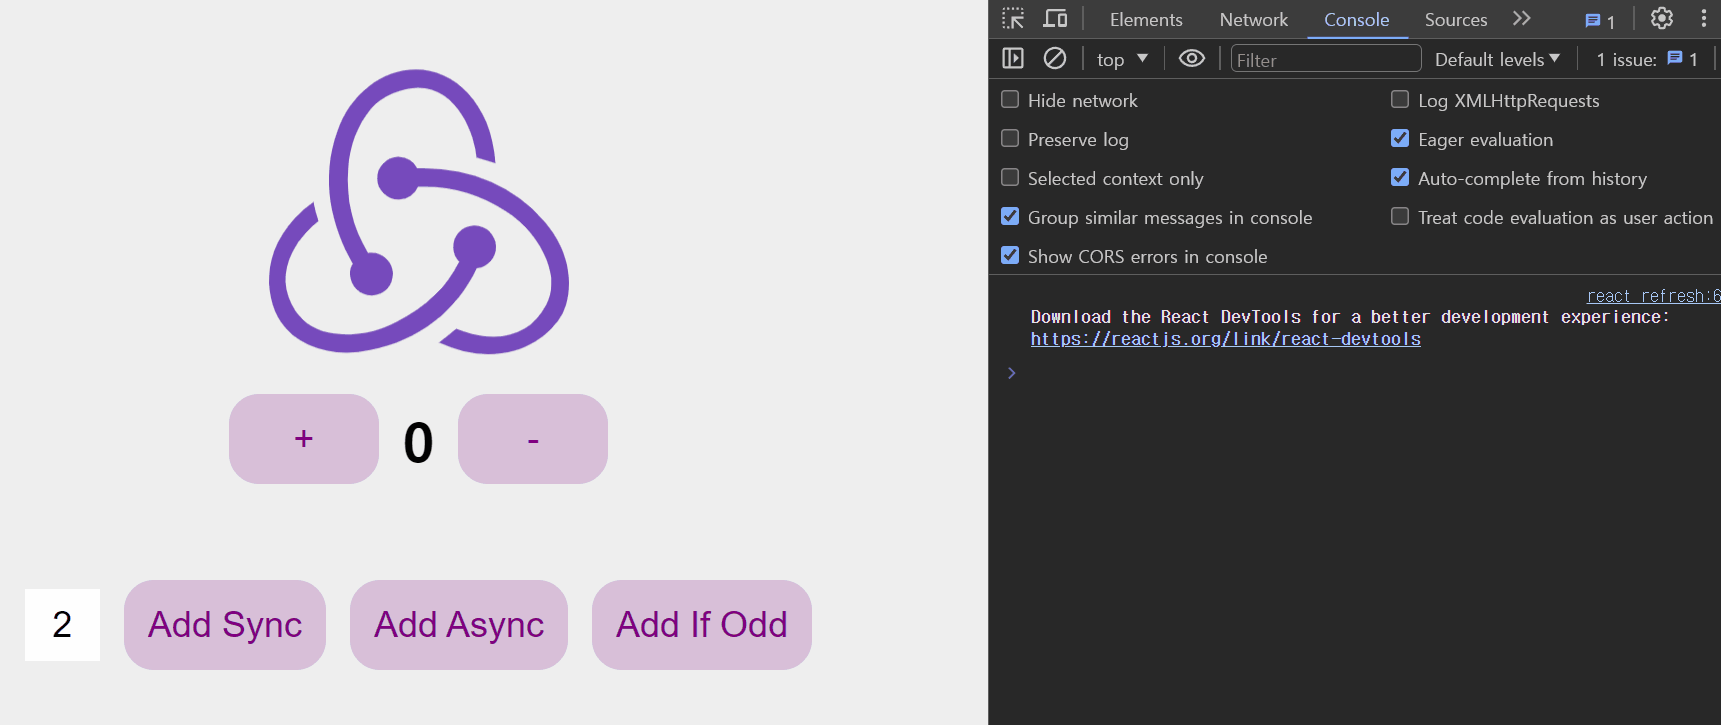 +
0
-
2
Add Sync
Add Async
Add If Odd
Elements
Network
Console
Sources
1
top
Filter
Default levels
1 issue:
1
Hide network
Log XMLHttpRequests
Preserve log
Eager evaluation
Selected context only
Auto-complete from history
Group similar messages in console
Treat code evaluation as user action
Show CORS errors in console
react refresh:6
Download the React DevTools for a better development experience:
https://reactjs.org/link/react-devtools